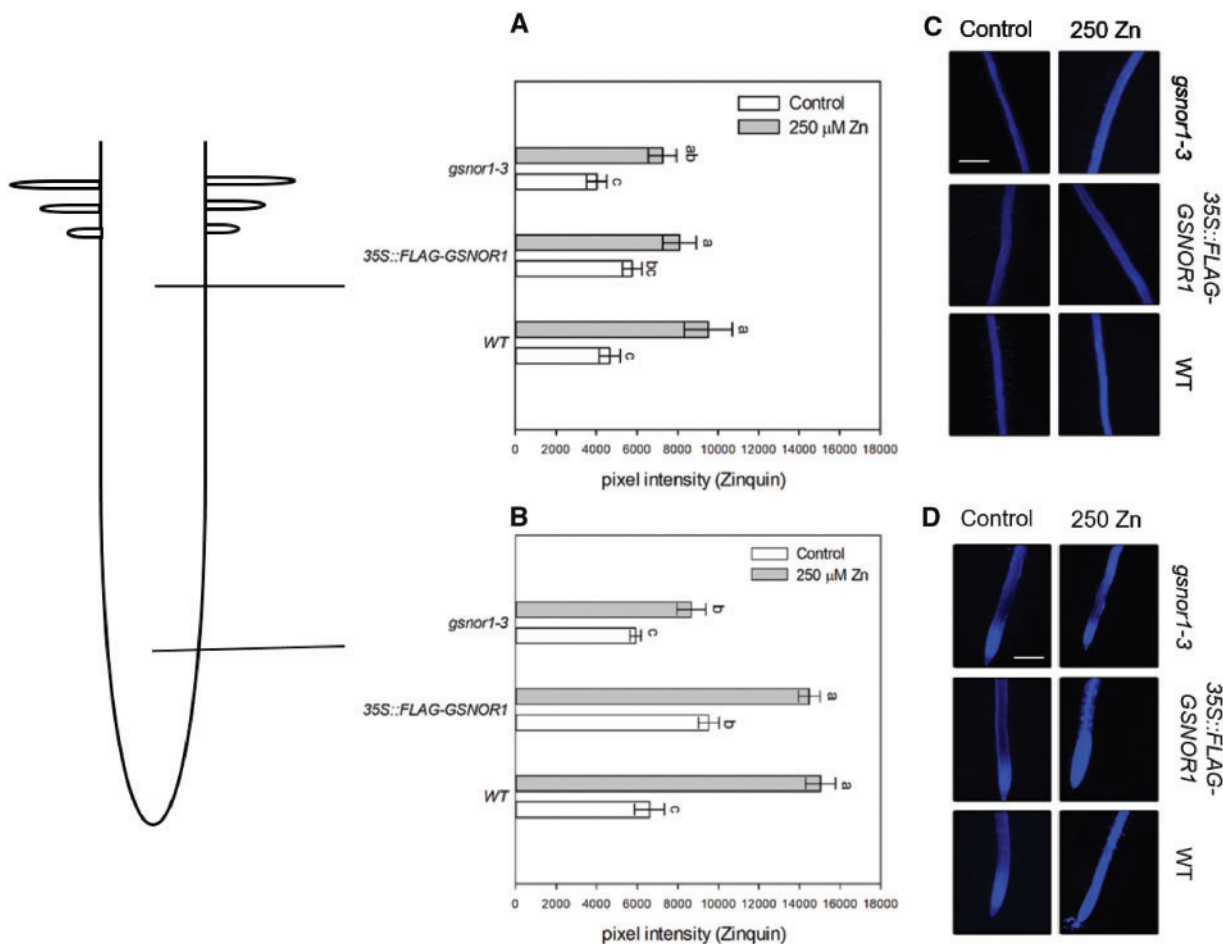 A
Control
250 μM Zn
gsnor1-3
ab
c
35S::FLAG-GSNOR1
a
bc
WT
a
c
0 2000 4000 6000 8000 10000 12000 14000 16000 18000
pixel intensity (Zinquin)
B
Control
250 μM Zn
gsnor1-3
b
c
35S::FLAG-GSNOR1
a
b
WT
a
c
0 2000 4000 6000 8000 10000 12000 14000 16000 18000
pixel intensity (Zinquin)
C Control 250 Zn
gsnor1-3
35S::FLAG-
GSNOR1
WT
D Control 250 Zn
gsnor1-3
35S::FLAG-
GSNOR1
WT